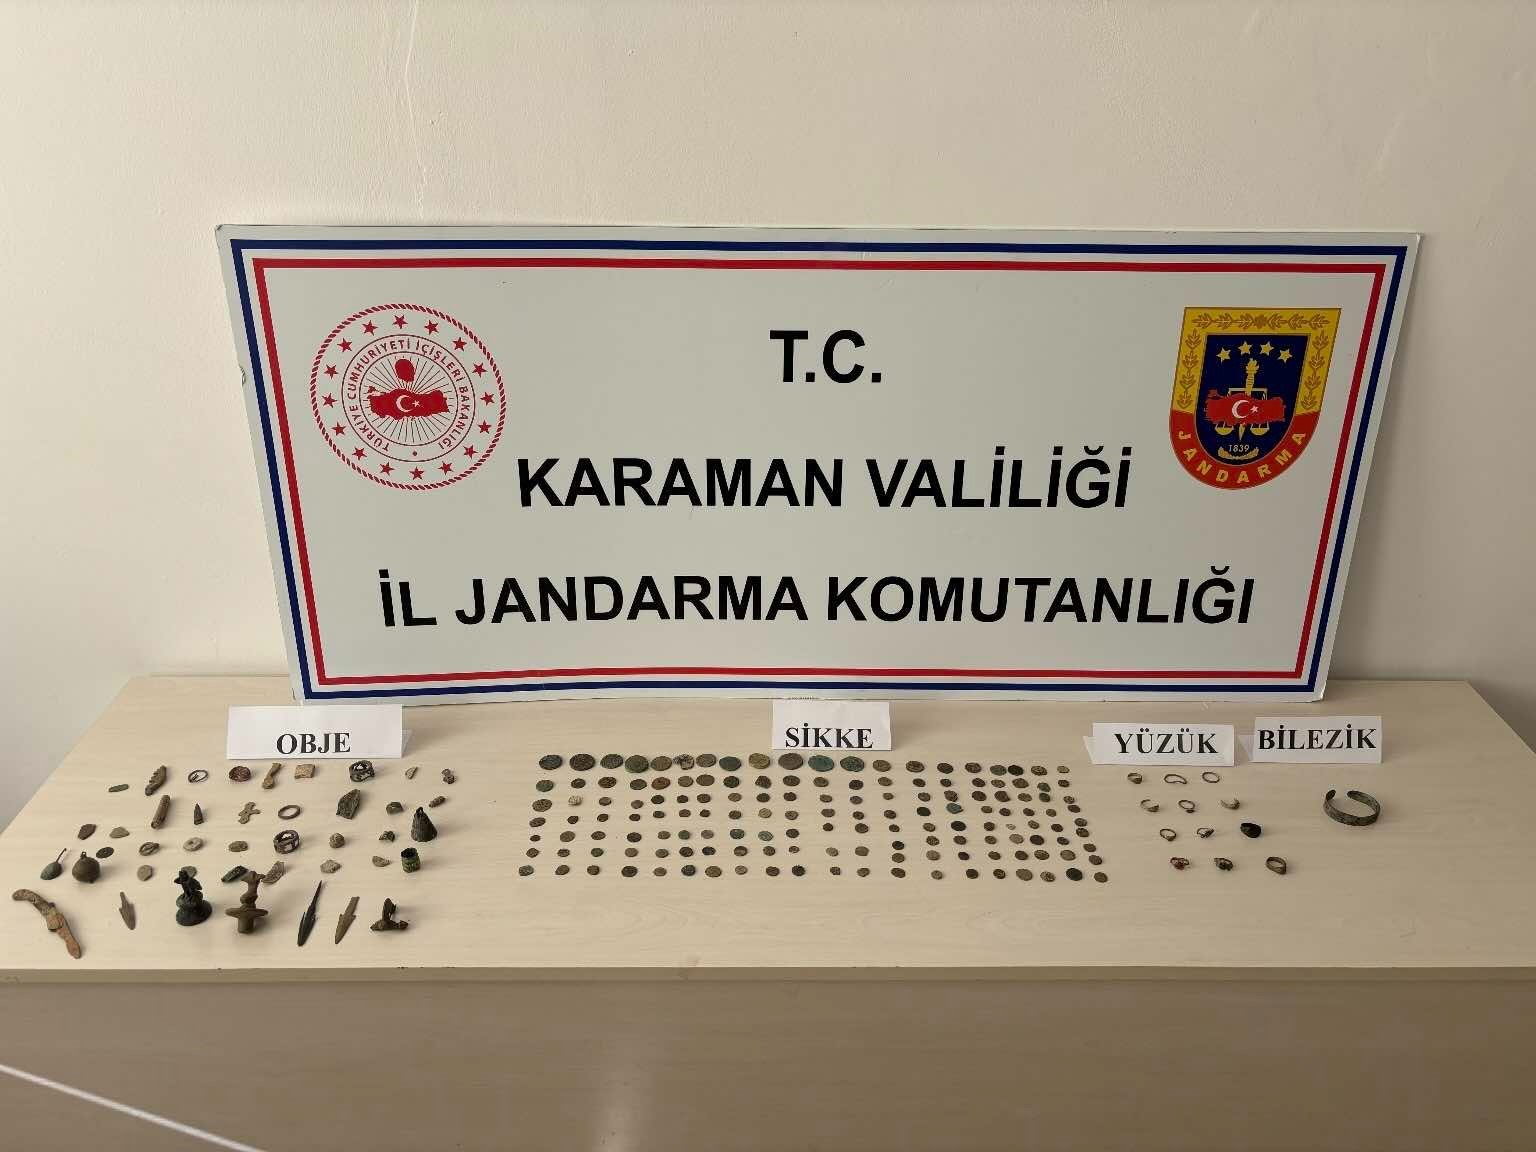 T.C.
KARAMAN VALİLİĞİ
İL JANDARMA KOMUTANLIĞI
TÜRKİYE CUMHURİYETİ İÇİŞLERİ BAKANLIĞI
1839
JANDARMA
OBJE
SİKKE
YÜZÜK
BİLEZİK